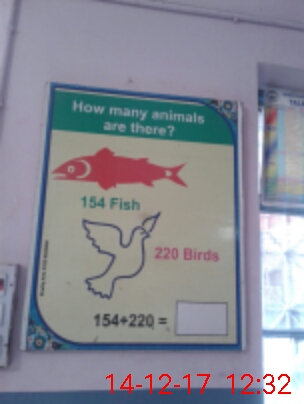 How many animals
are there?
154 Fish
220 Birds
154+220 =
14-12-17 12:32